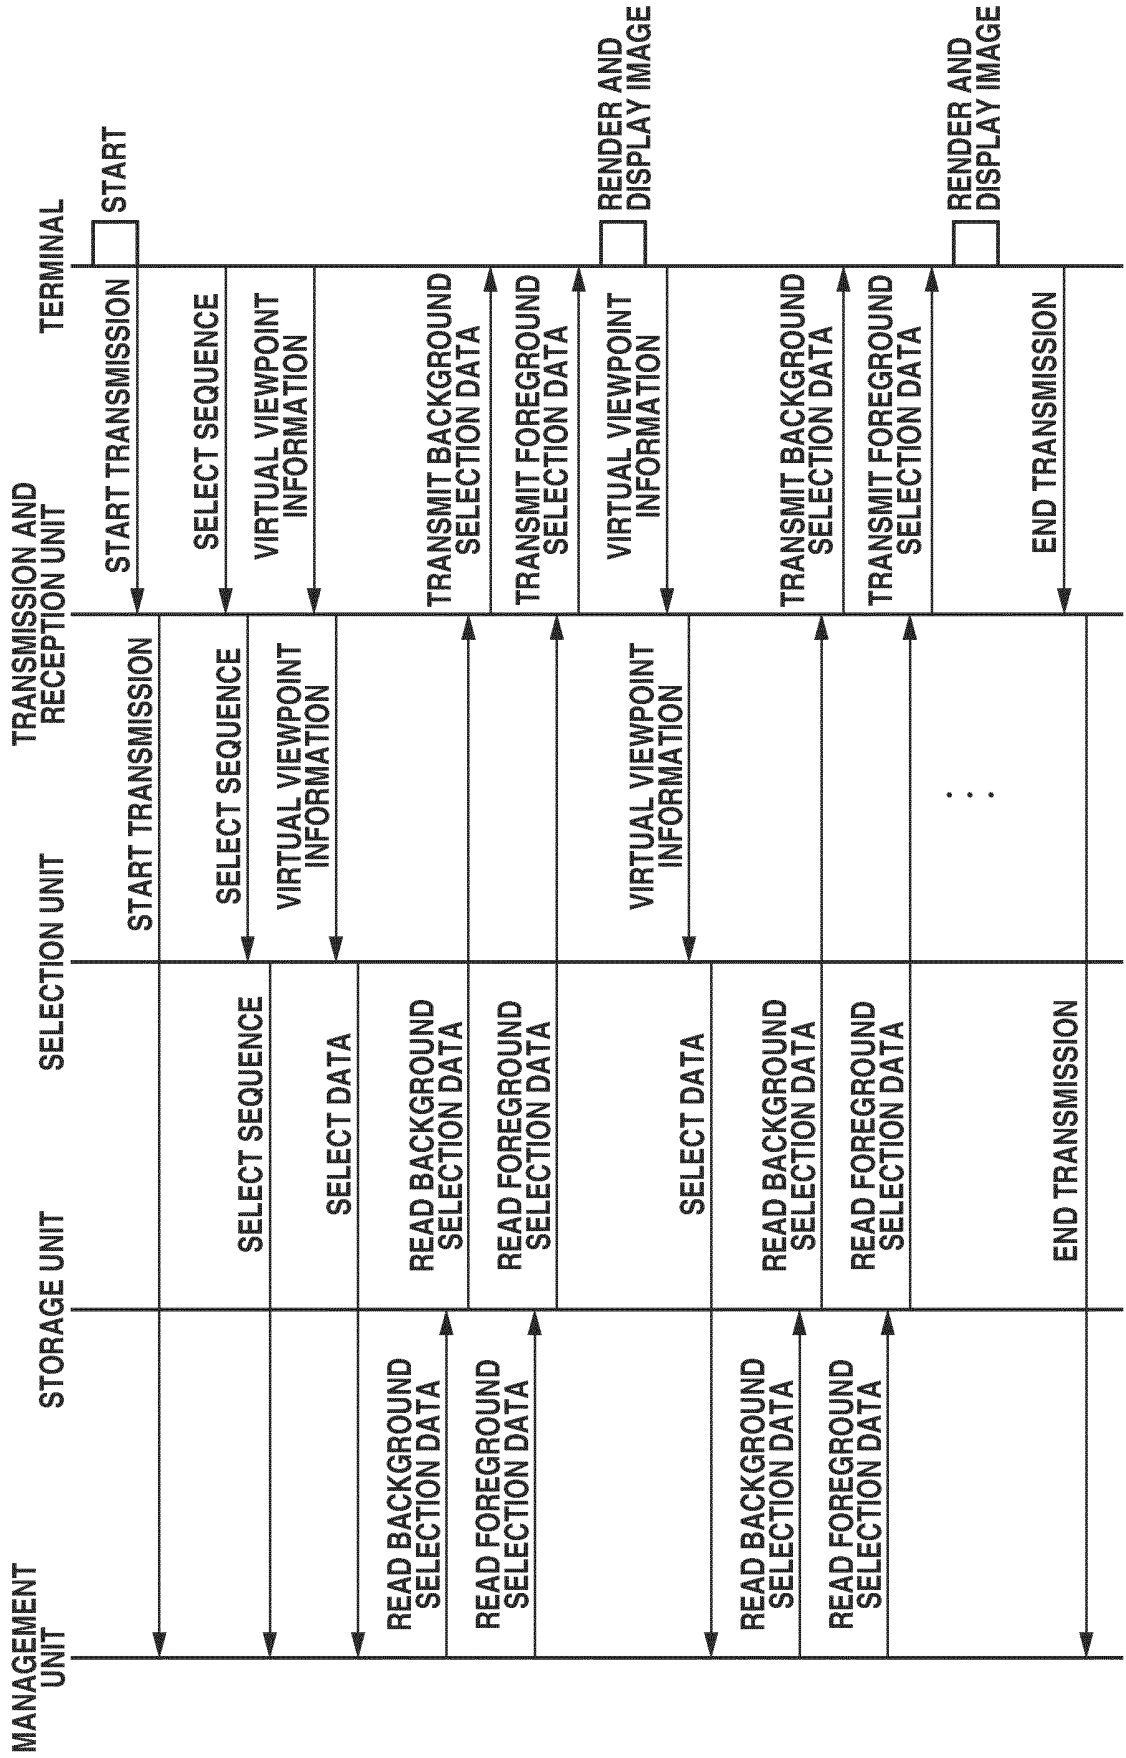 MANAGEMENT
UNIT
STORAGE UNIT
SELECTION UNIT
TRANSMISSION AND
RECEPTION UNIT
TERMINAL
START
START TRANSMISSION
START TRANSMISSION
SELECT SEQUENCE
SELECT SEQUENCE
SELECT SEQUENCE
VIRTUAL VIEWPOINT
INFORMATION
VIRTUAL VIEWPOINT
INFORMATION
SELECT DATA
READ BACKGROUND
SELECTION DATA
READ BACKGROUND
SELECTION DATA
TRANSMIT BACKGROUND
SELECTION DATA
READ FOREGROUND
SELECTION DATA
READ FOREGROUND
SELECTION DATA
TRANSMIT FOREGROUND
SELECTION DATA
RENDER AND
DISPLAY IMAGE
VIRTUAL VIEWPOINT
INFORMATION
VIRTUAL VIEWPOINT
INFORMATION
SELECT DATA
READ BACKGROUND
SELECTION DATA
READ BACKGROUND
SELECTION DATA
TRANSMIT BACKGROUND
SELECTION DATA
READ FOREGROUND
SELECTION DATA
READ FOREGROUND
SELECTION DATA
TRANSMIT FOREGROUND
SELECTION DATA
RENDER AND
DISPLAY IMAGE
. . .
END TRANSMISSION
END TRANSMISSION